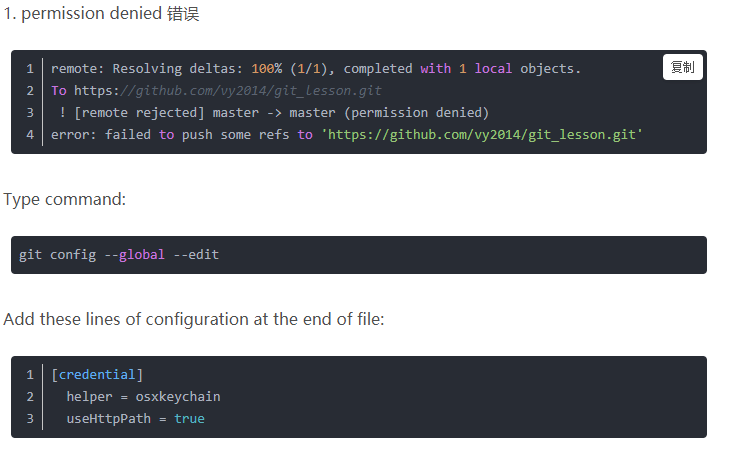 1. permission denied 错误
复制
1 remote: Resolving deltas: 100% (1/1), completed with 1 local objects.
2 To https://github.com/vy2014/git_lesson.git
3 ! [remote rejected] master -> master (permission denied)
4 error: failed to push some refs to 'https://github.com/vy2014/git_lesson.git'
Type command:
git config --global --edit
Add these lines of configuration at the end of file:
1 [credential]
2 helper = osxkeychain
3 useHttpPath = true